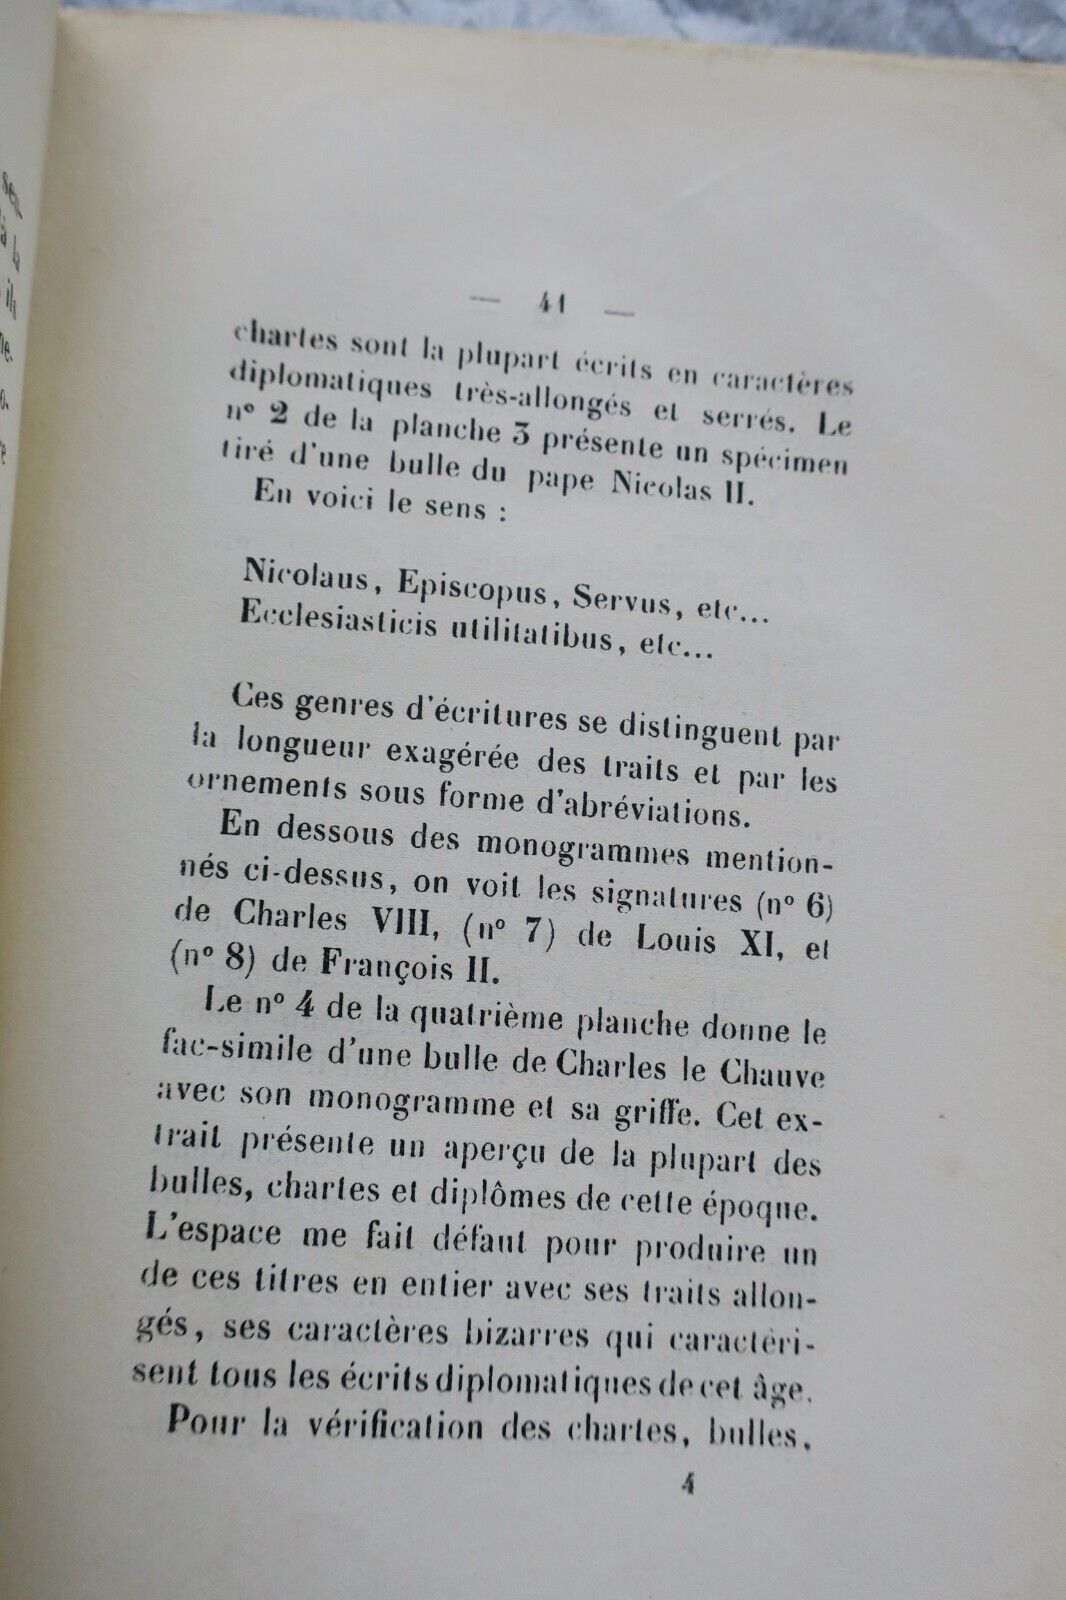 — 41 —
chartes sont la plupart écrits en caractères
diplomatiques très-allongés et serrés. Le
n° 2 de la planche 3 présente un spécimen
tiré d'une bulle du pape Nicolas II.
En voici le sens :
Nicolaus, Episcopus, Servus, etc...
Ecclesiasticis utilitatibus, etc...
Ces genres d'écritures se distinguent par
la longueur exagérée des traits et par les
ornements sous forme d'abréviations.
En dessous des monogrammes mention-
nés ci-dessus, on voit les signatures (n° 6)
de Charles VIII, (n° 7) de Louis XI, et
(n° 8) de François II.
Le n° 4 de la quatrième planche donne le
fac-simile d'une bulle de Charles le Chauve
avec son monogramme et sa griffe. Cet ex-
trait présente un aperçu de la plupart des
bulles, chartes et diplômes de cette époque.
L'espace me fait défaut pour produire un
de ces titres en entier avec ses traits allon-
gés, ses caractères bizarres qui caractéri-
sent tous les écrits diplomatiques de cet âge.
Pour la vérification des chartes, bulles,
4